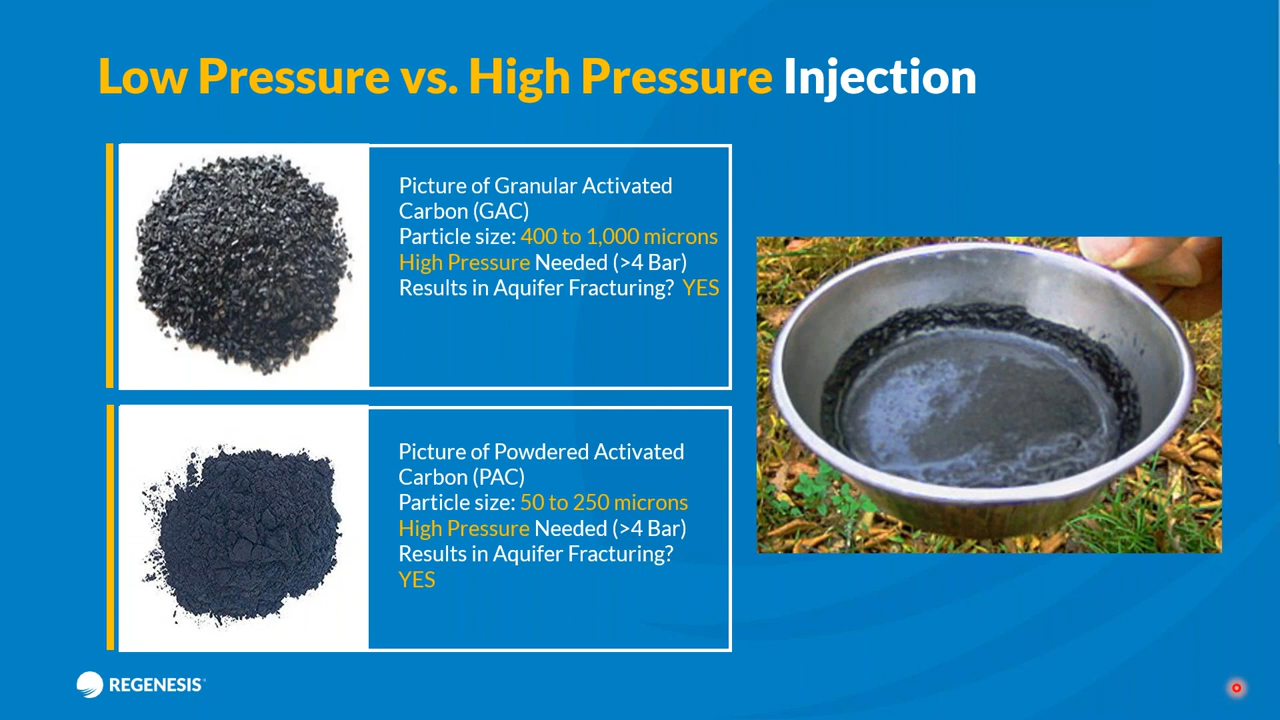 Low Pressure vs. High Pressure Injection
Picture of Granular Activated
Carbon (GAC)
Particle size: 400 to 1,000 microns
High Pressure Needed (>4 Bar)
Results in Aquifer Fracturing? YES
Picture of Powdered Activated
Carbon (PAC)
Particle size: 50 to 250 microns
High Pressure Needed (>4 Bar)
Results in Aquifer Fracturing?
YES
REGENESIS